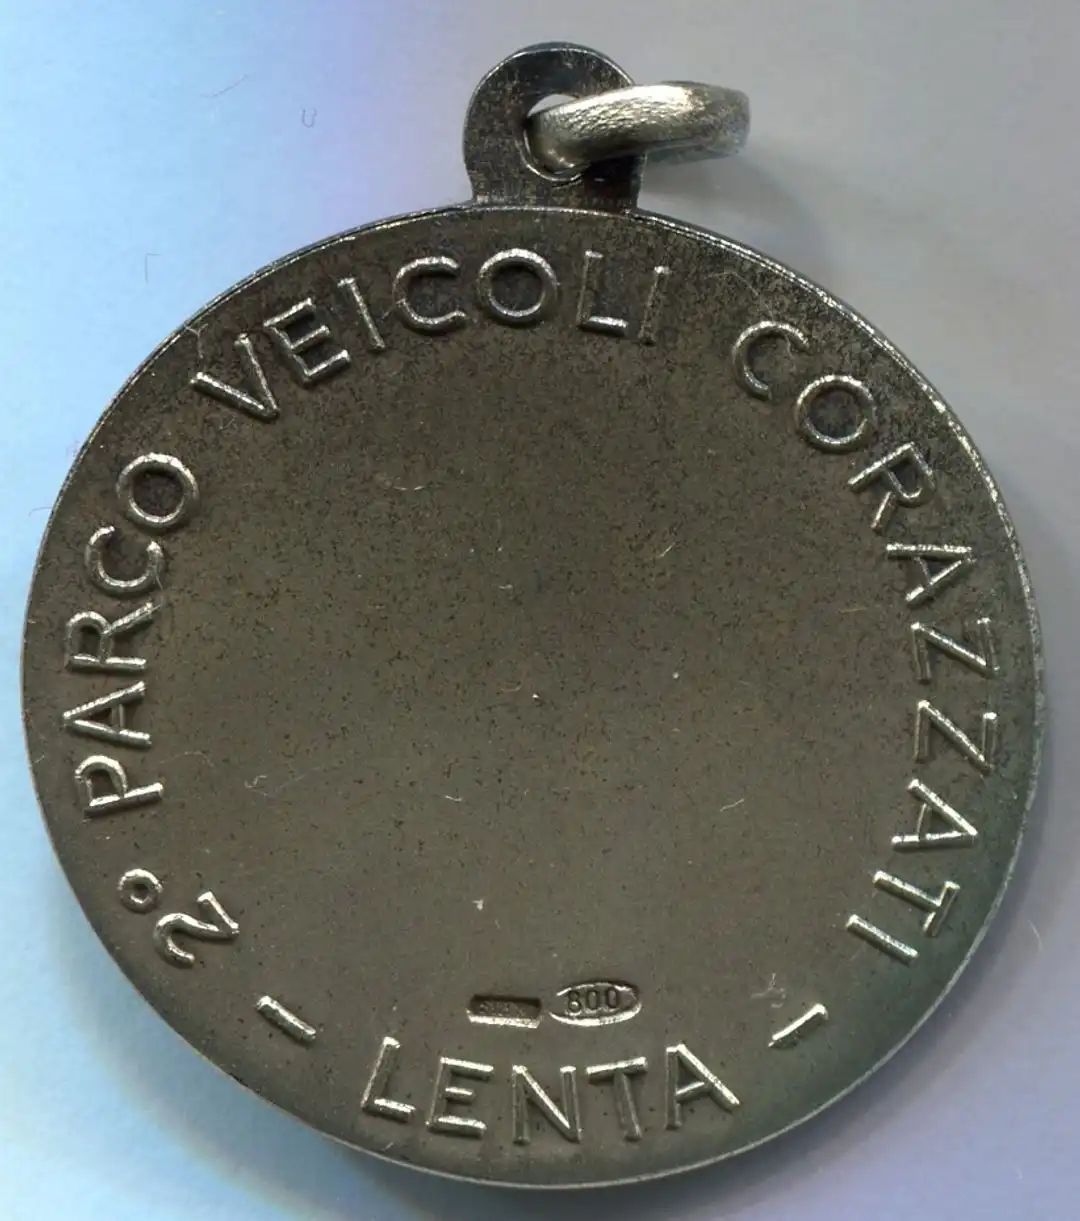 2° PARCO VEICOLI CORAZZATI
800
– LENTA –